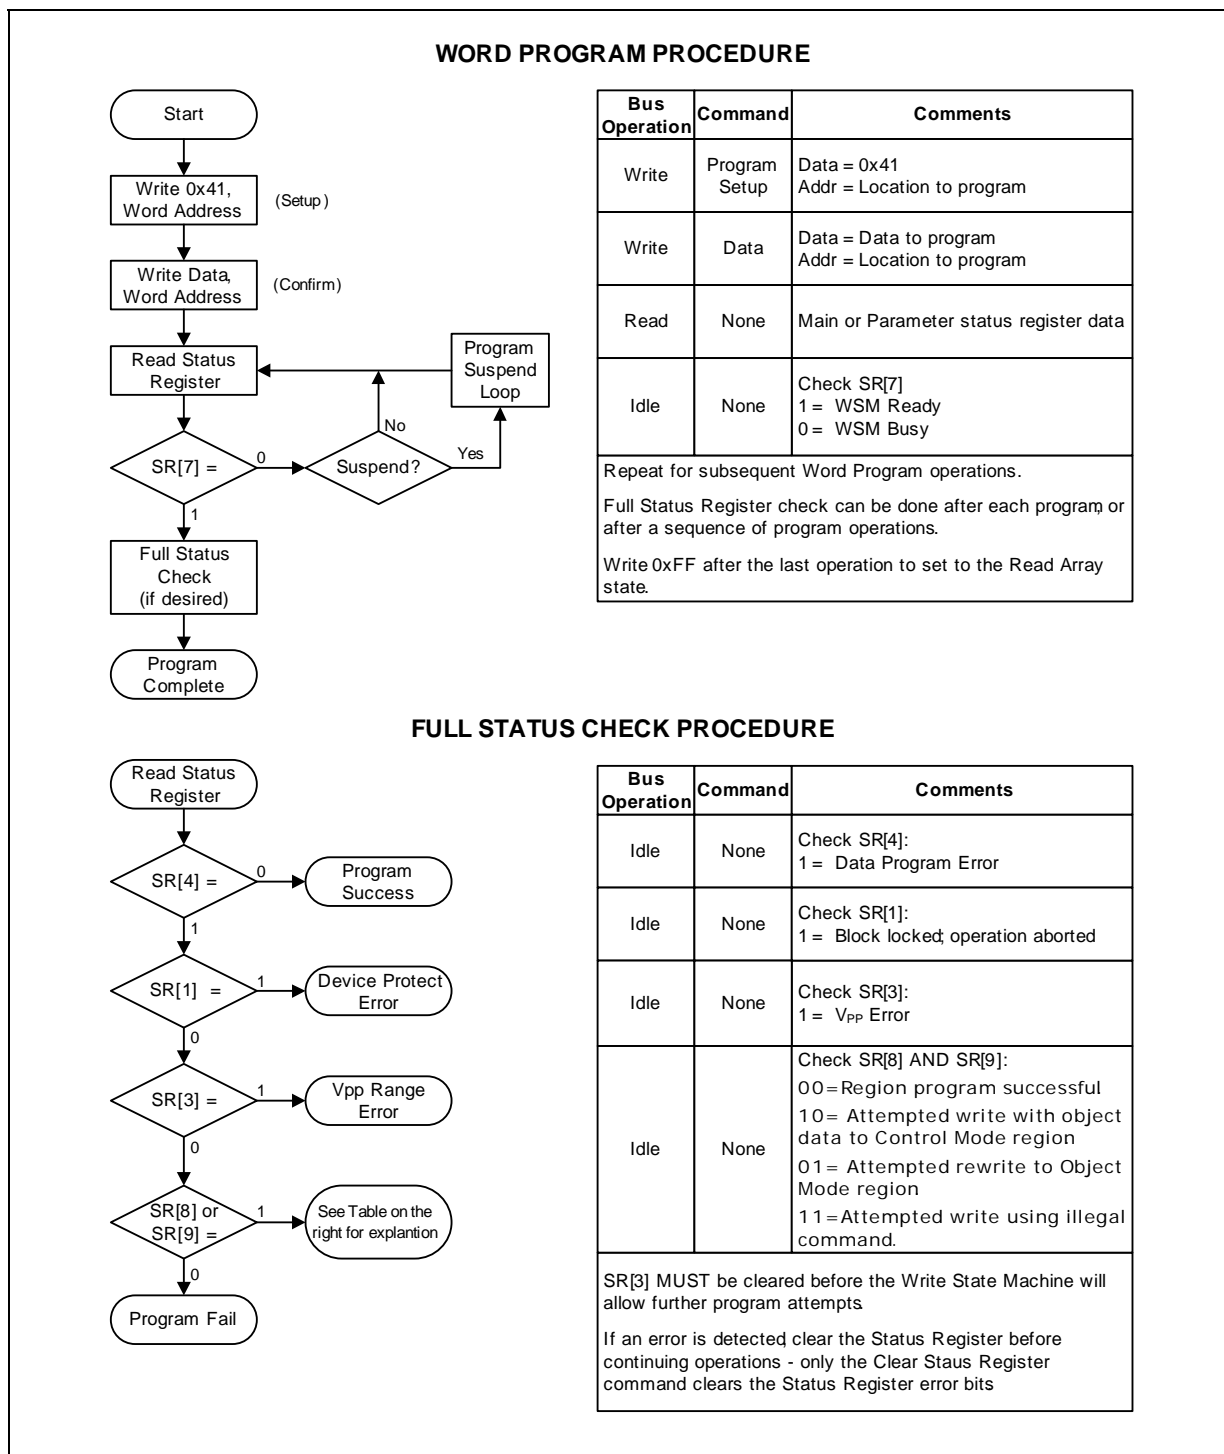 WORD PROGRAM PROCEDURE
Start
Write 0x41,
Word Address
(Setup)
Write Data,
Word Address
(Confirm)
Read Status
Register
Program
Suspend
Loop
No
SR[7] =
0
Suspend?
Yes
1
Full Status
Check
(if desired)
Program
Complete
Bus
Operation
Command
Comments
Write
Program
Setup
Data = 0x41
Addr = Location to program
Write
Data
Data = Data to program
Addr = Location to program
Read
None
Main or Parameter status register data
Idle
None
Check SR[7]
1 = WSM Ready
0 = WSM Busy
Repeat for subsequent Word Program operations.
Full Status Register check can be done after each program, or
after a sequence of program operations.
Write 0xFF after the last operation to set to the Read Array
state.
FULL STATUS CHECK PROCEDURE
Read Status
Register
SR[4] =
0
Program
Success
1
SR[1] =
1
Device Protect
Error
0
SR[3] =
1
Vpp Range
Error
0
SR[8] or
SR[9] =
1
See Table on the
right for explantion
0
Program Fail
Bus
Operation
Command
Comments
Idle
None
Check SR[4]:
1 = Data Program Error
Idle
None
Check SR[1]:
1 = Block locked; operation aborted
Idle
None
Check SR[3]:
1 = VPP Error
Idle
None
Check SR[8] AND SR[9]:
00=Region program successful.
10= Attempted write with object
data to Control Mode region
01= Attempted rewrite to Object
Mode region
11=Attempted write using illegal
command.
SR[3] MUST be cleared before the Write State Machine will
allow further program attempts.
If an error is detected, clear the Status Register before
continuing operations - only the Clear Staus Register
command clears the Status Register error bits